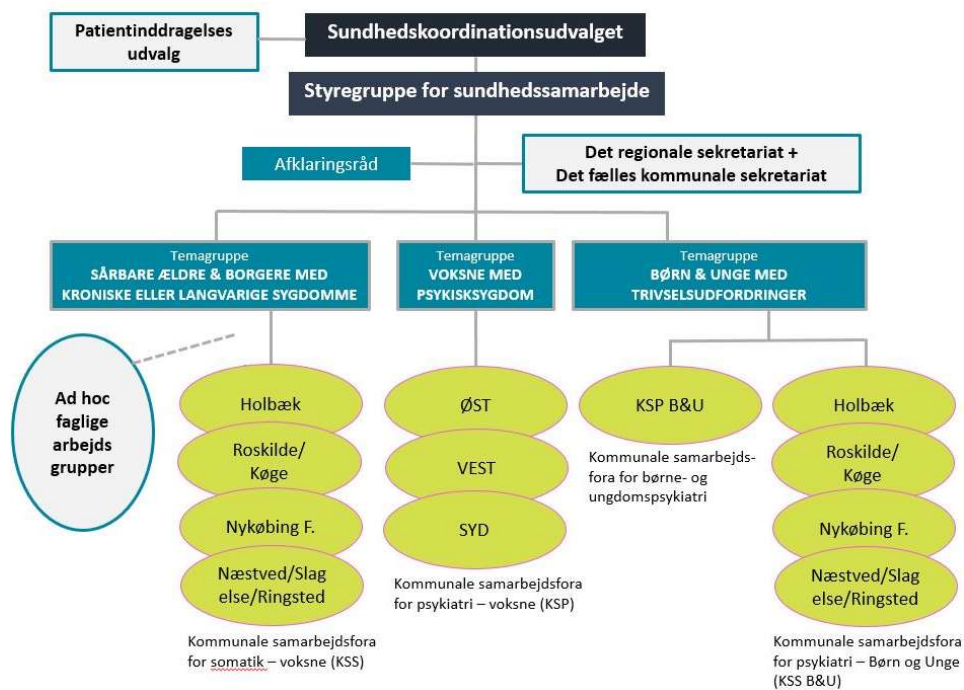 Patientinddragelses
udvalg
Sundhedskoordinationsudvalget
Styregruppe for sundhedssamarbejde
Afklaringsråd
Det regionale sekretariat +
Det fælles kommunale sekretariat
Temagruppe
SÅRBARE ÆLDRE & BORGERE MED
KRONISKE ELLER LANGVARIGE SYGDOMME
Temagruppe
VOKSNE MED
PSYKISKSYGDOM
Temagruppe
BØRN & UNGE MED
TRIVSELSUDFORDRINGER
Ad hoc
faglige
arbejds
grupper
Holbæk
Roskilde/
Køge
Nykøbing F.
Næstved/Slag
else/Ringsted
Kommunale samarbejdsfora
for somatik – voksne (KSS)
ØST
VEST
SYD
Kommunale samarbejdsfora
for psykiatri – voksne (KSP)
KSP B&U
Kommunale samarbejds-
fora for børne- og
ungdomspsykiatri
Holbæk
Roskilde/
Køge
Nykøbing F.
Næstved/Slag
else/Ringsted
Kommunale samarbejdsfora
for psykiatri – Børn og Unge
(KSS B&U)